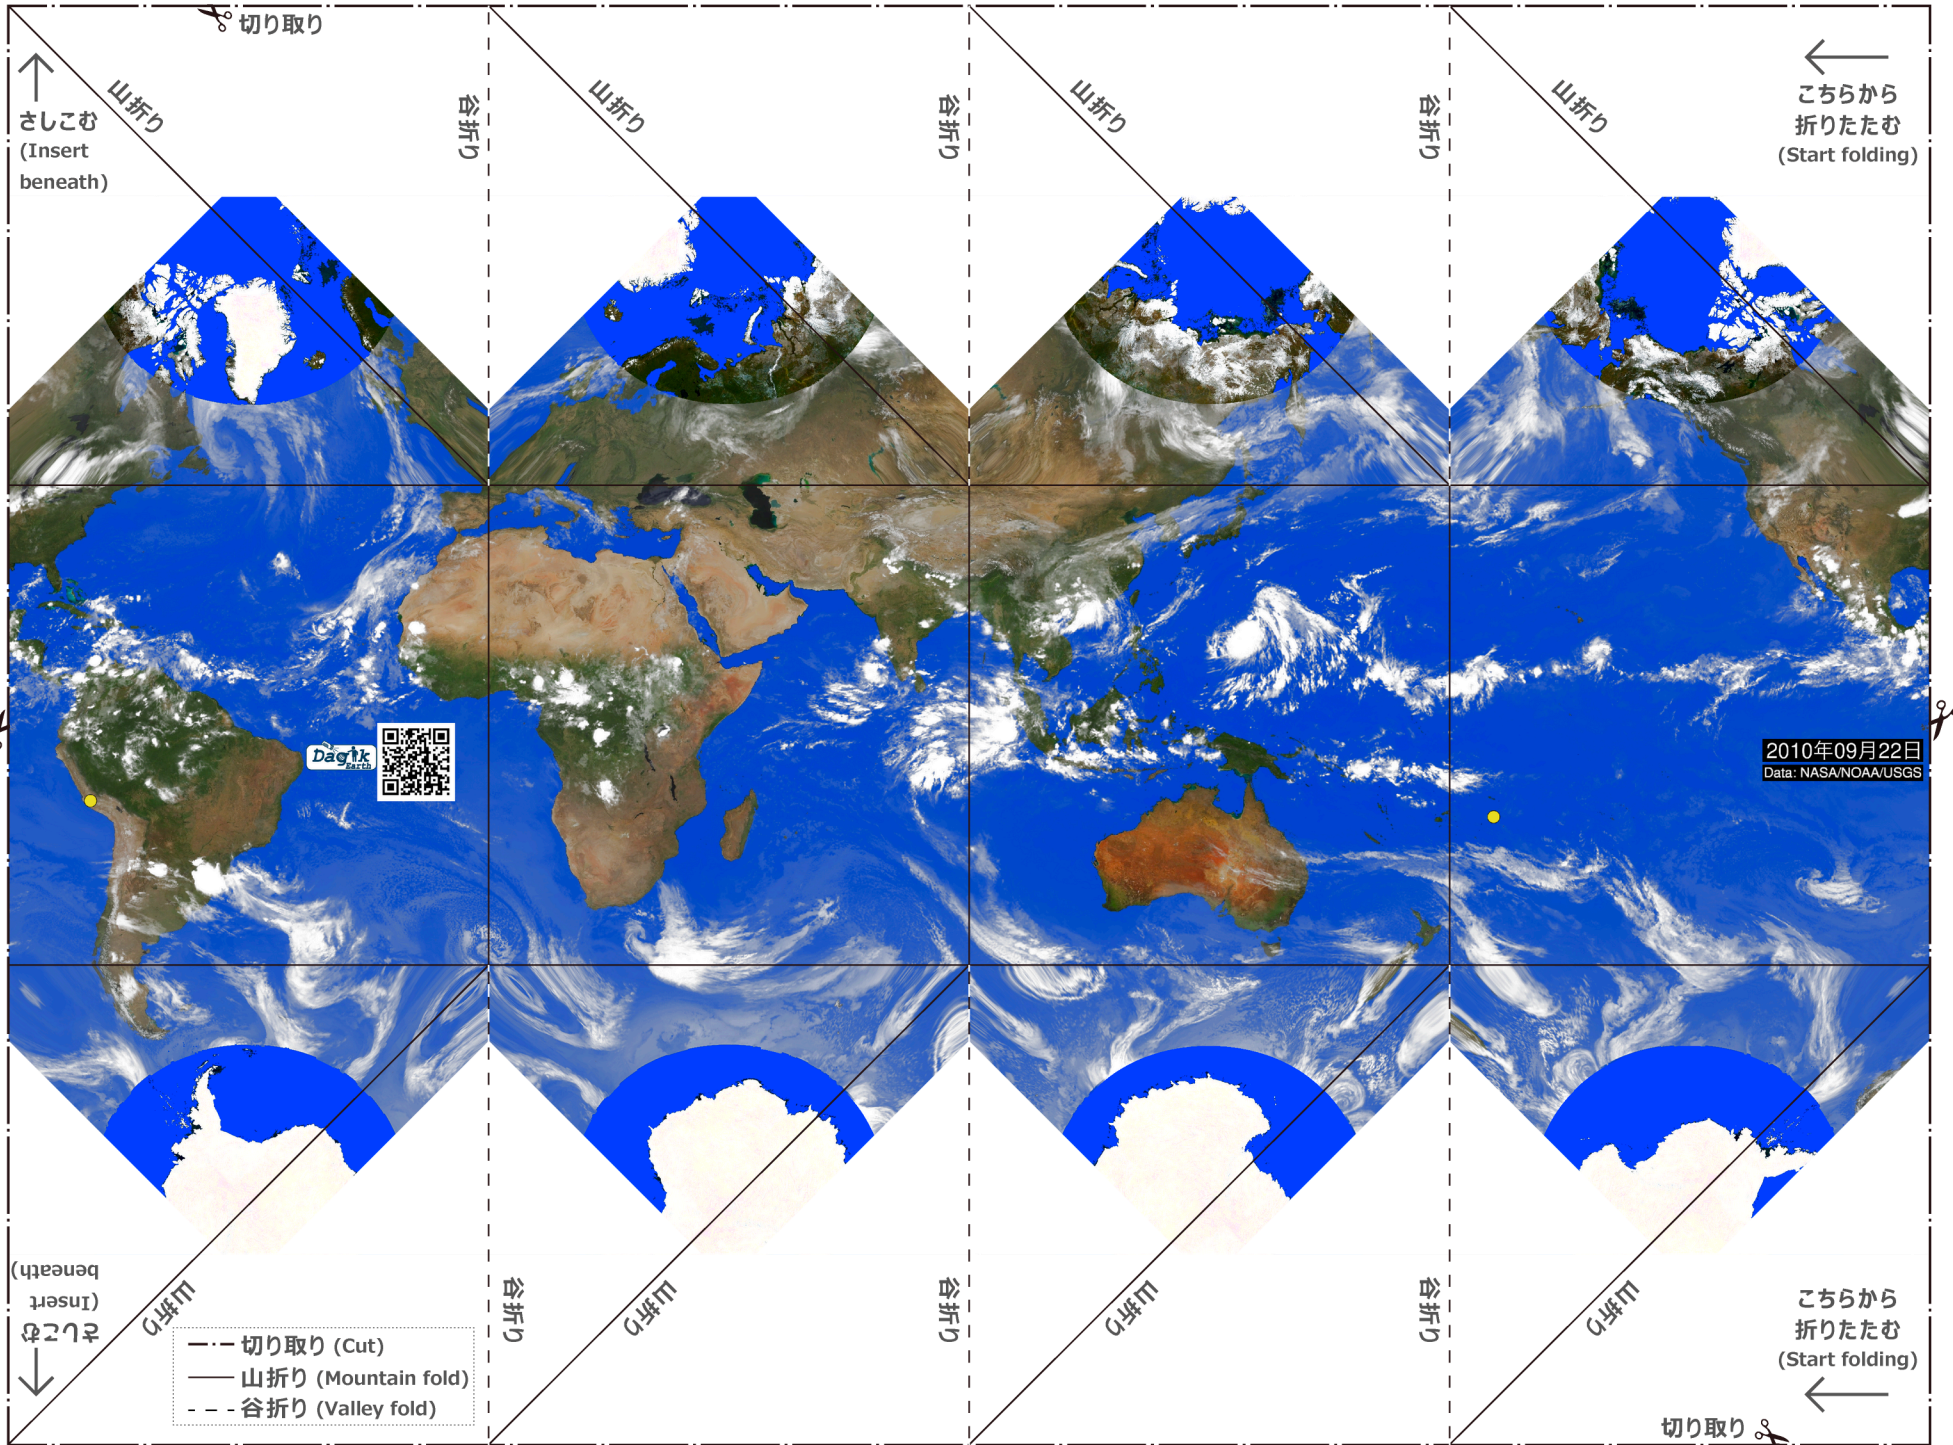 切り取り
さしこむ
(Insert
beneath)
山折り
谷折り
山折り
谷折り
山折り
谷折り
山折り
こちらから
折りたたむ
(Start folding)
Dagik
Earth
2010年09月22日
Data: NASA/NOAA/USGS
さしこむ
(Insert
beneath)
山折り
谷折り
山折り
谷折り
山折り
谷折り
山折り
こちらから
折りたたむ
(Start folding)
切り取り (Cut)
山折り (Mountain fold)
谷折り (Valley fold)
切り取り